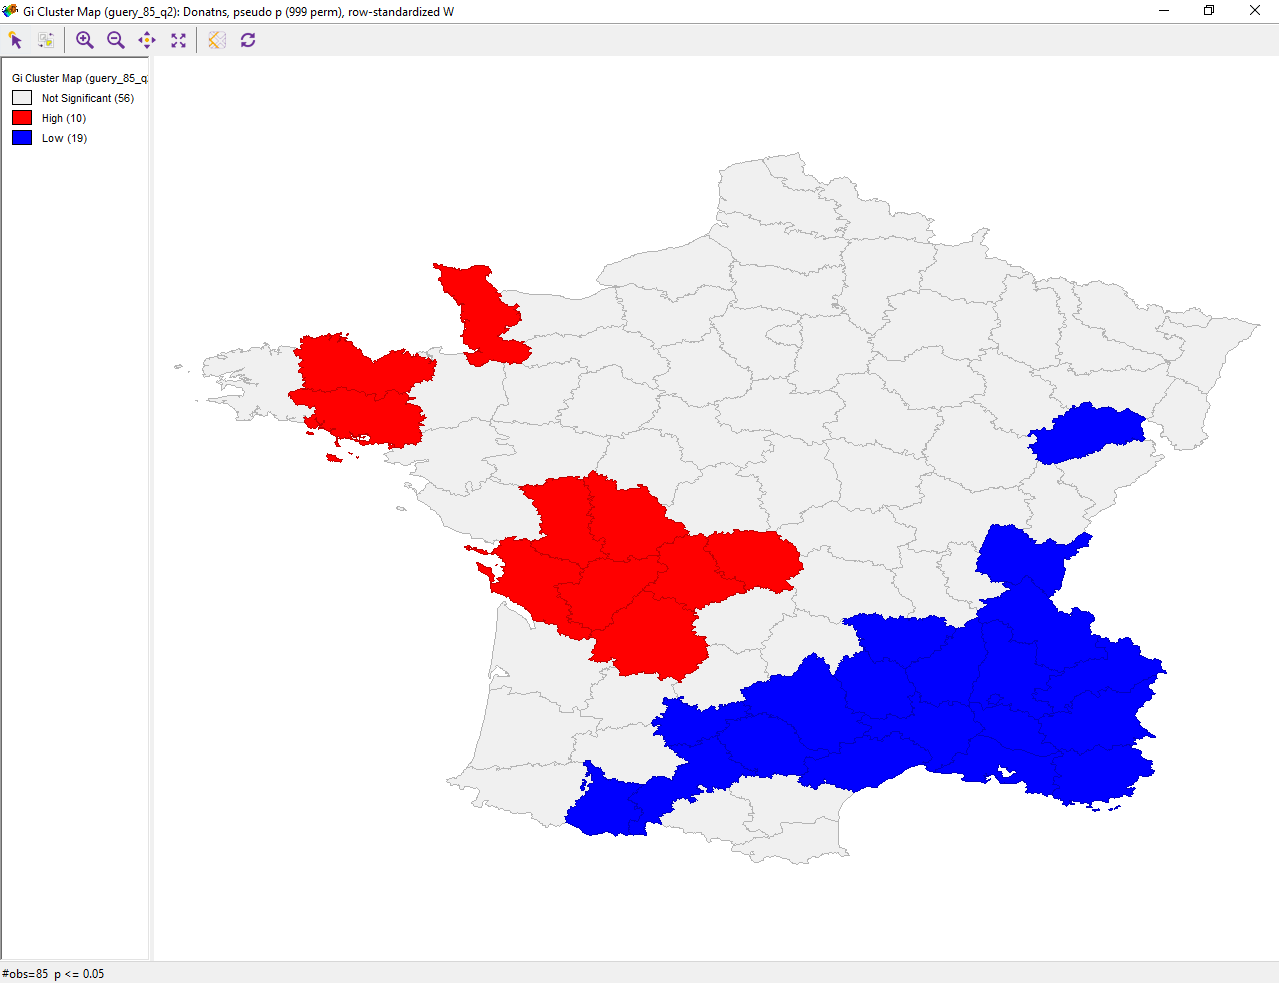 Gi Cluster Map (guery_85_q2): Donatns, pseudo p (999 perm), row-standardized W
Gi Cluster Map (guery_85_q
Not Significant (56)
High (10)
Low (19)
#obs=85 p <= 0.05